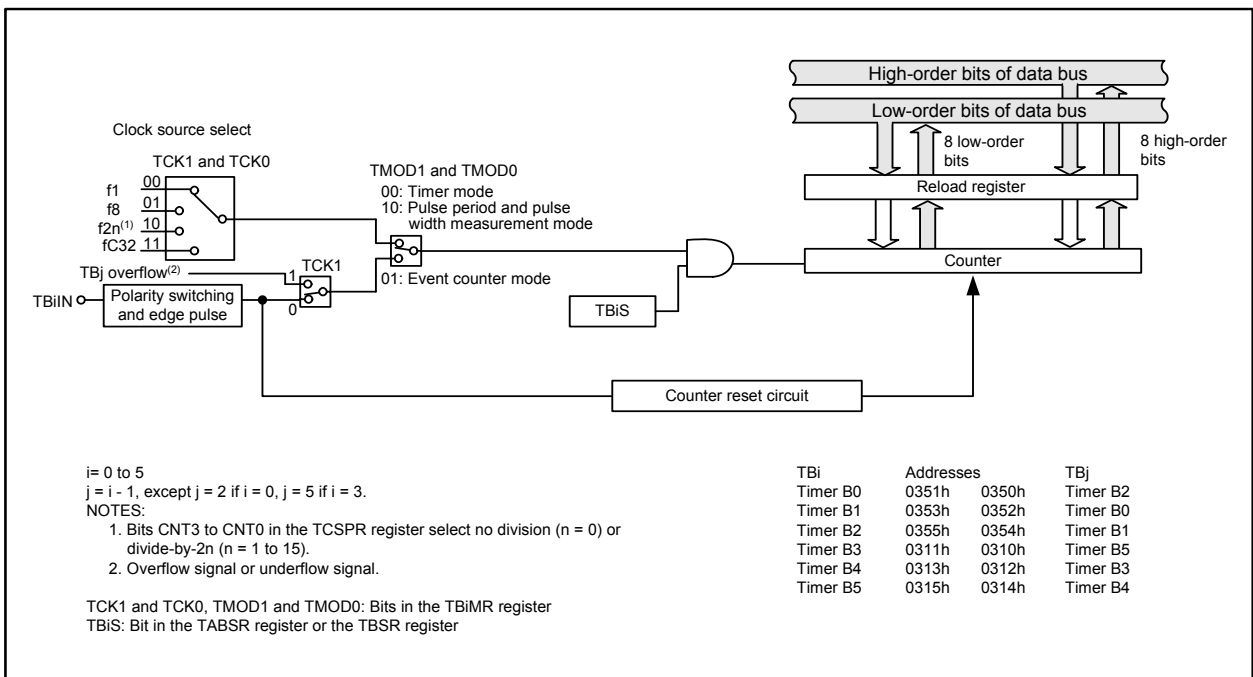 High-order bits of data bus
Low-order bits of data bus
Clock source select
8 low-order
bits
8 high-order
bits
TCK1 and TCK0
TMOD1 and TMOD0
00: Timer mode
10: Pulse period and pulse
width measurement mode
Reload register
f1 00
f8 01
f2n(1) 10
fC32 11
Counter
TBj overflow(2)
1
TCK1
01: Event counter mode
TBiIN
Polarity switching
and edge pulse
0
TBiS
Counter reset circuit
i= 0 to 5
j = i - 1, except j = 2 if i = 0, j = 5 if i = 3.
NOTES:
1. Bits CNT3 to CNT0 in the TCSPR register select no division (n = 0) or
divide-by-2n (n = 1 to 15).
2. Overflow signal or underflow signal.
TCK1 and TCK0, TMOD1 and TMOD0: Bits in the TBiMR register
TBiS: Bit in the TABSR register or the TBSR register
TBi Addresses TBj
Timer B0 0351h 0350h Timer B2
Timer B1 0353h 0352h Timer B0
Timer B2 0355h 0354h Timer B1
Timer B3 0311h 0310h Timer B5
Timer B4 0313h 0312h Timer B3
Timer B5 0315h 0314h Timer B4